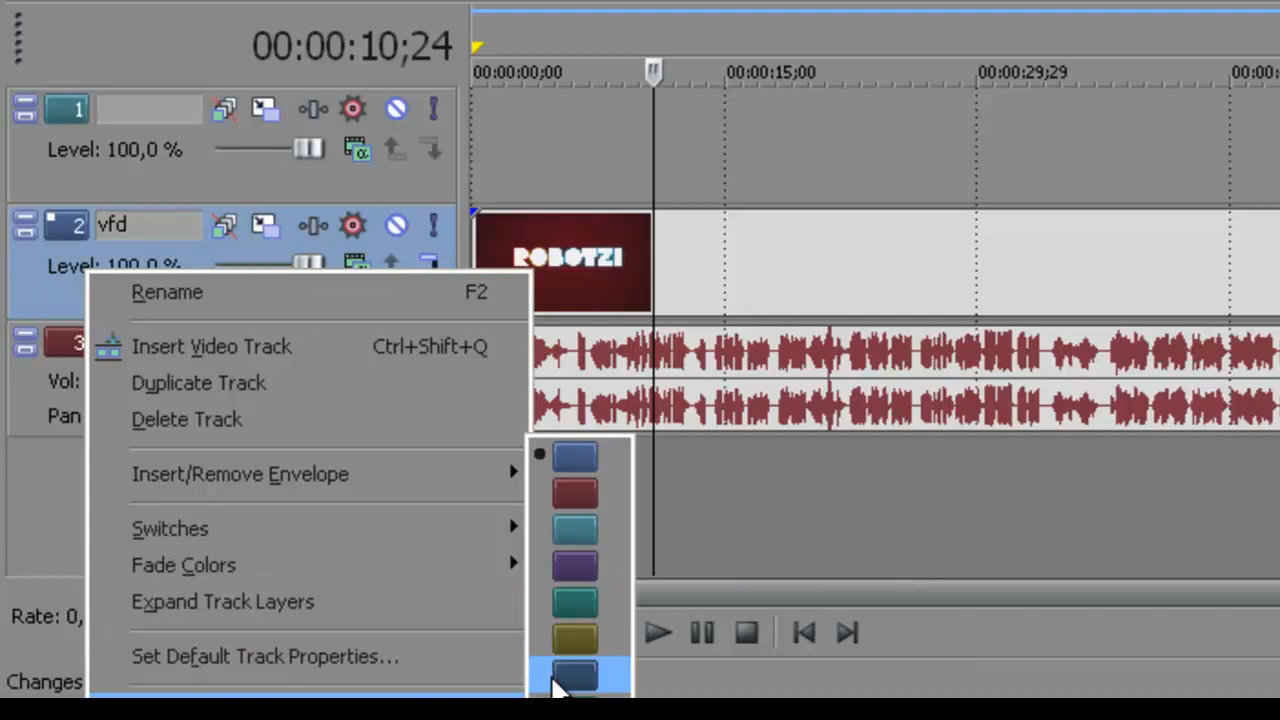 00:00:10;24
00:00:00;00
00:00:15;00
00:00:29;29
00:00:
1
Level: 100,0 %
2
vfd
Level: 100,0 %
ROBOTZI
3
Vol:
Pan
Rename F2
Insert Video Track Ctrl+Shift+Q
Duplicate Track
Delete Track
Insert/Remove Envelope
Switches
Fade Colors
Expand Track Layers
Set Default Track Properties...
Rate: 0,
Changes